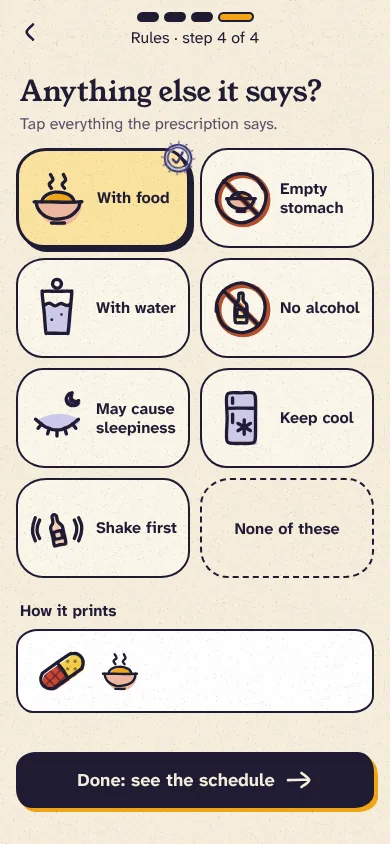 Rules · step 4 of 4
Anything else it says?
Tap everything the prescription says.
With food
Empty
stomach
With water
No alcohol
May cause
sleepiness
Keep cool
Shake first
None of these
How it prints
Done: see the schedule